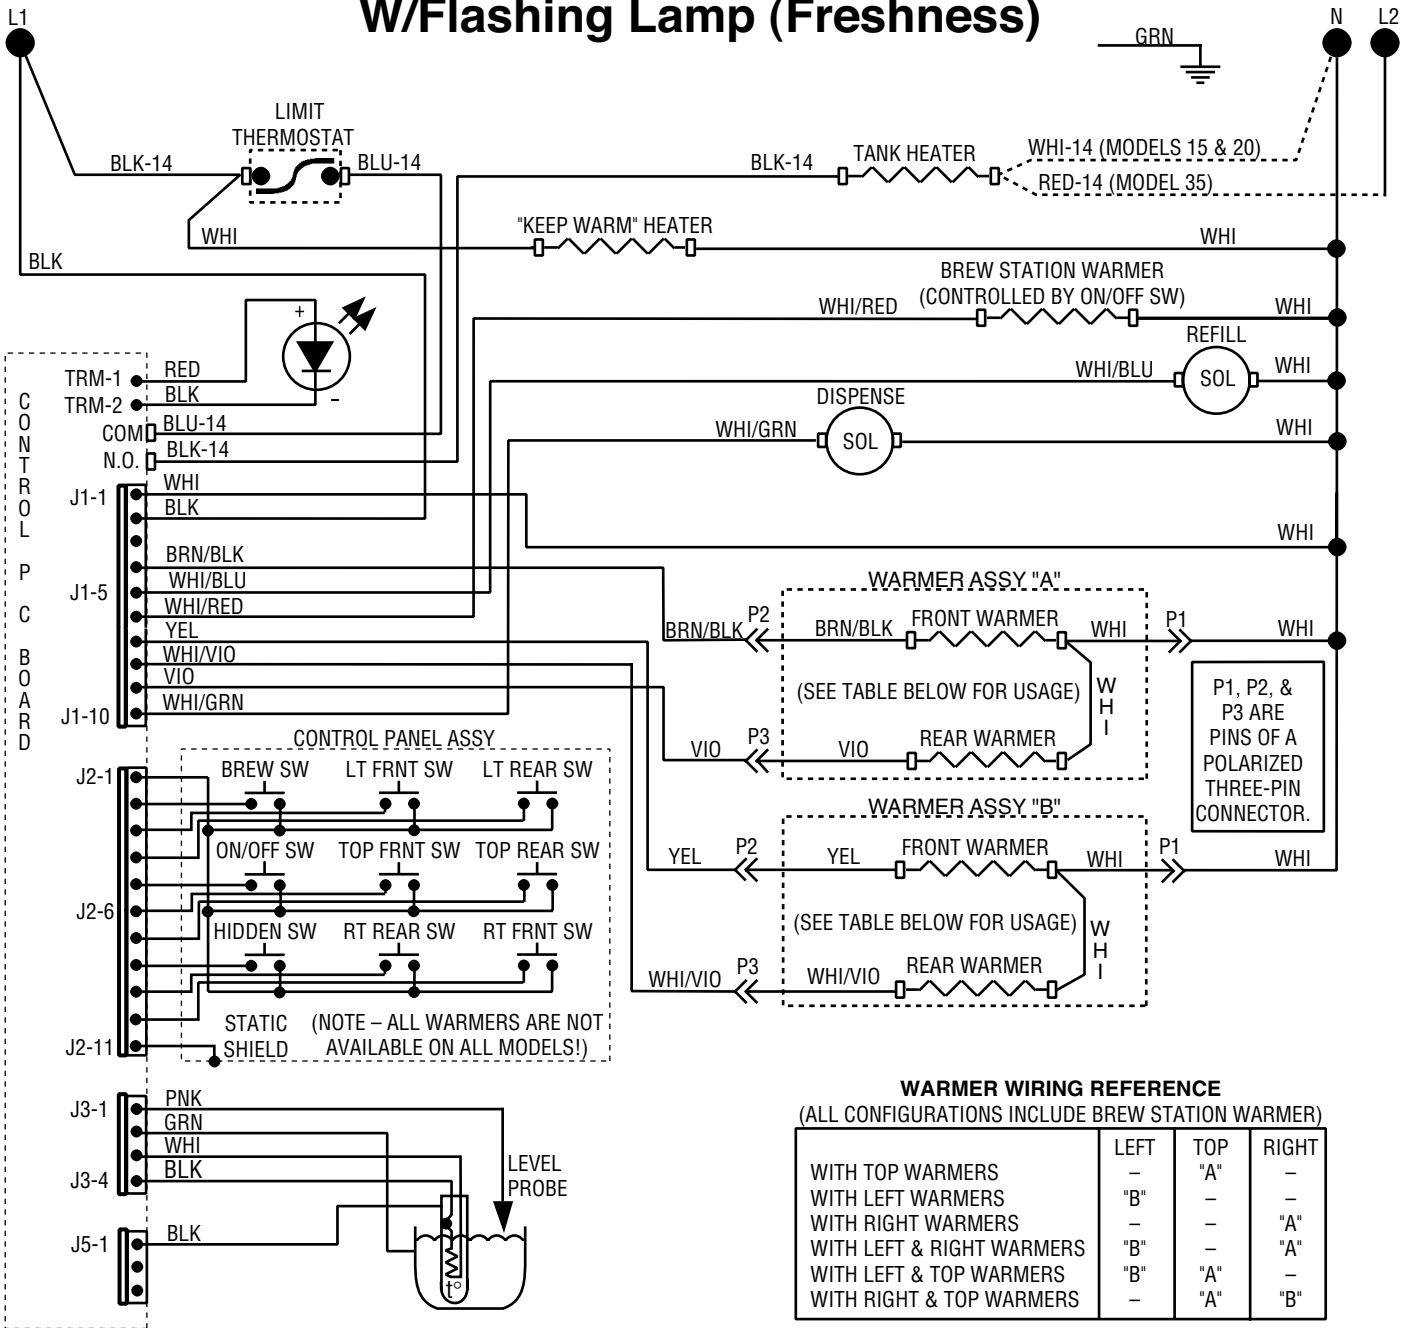 W/Flashing Lamp (Freshness)
L1
N
L2
GRN
LIMIT
THERMOSTAT
BLK-14
BLU-14
BLK-14
TANK HEATER
WHI-14 (MODELS 15 & 20)
RED-14 (MODEL 35)
"KEEP WARM" HEATER
WHI
WHI
BLK
BREW STATION WARMER
(CONTROLLED BY ON/OFF SW)
WHI/RED
WHI
REFILL
+
–
WHI/BLU
SOL
WHI
DISPENSE
WHI/GRN
SOL
WHI
CONTROL P C BOARD
TRM-1
RED
TRM-2
BLK
COM
BLU-14
N.O.
BLK-14
J1-1
WHI
BLK
WHI
BRN/BLK
J1-5
WHI/BLU
WHI/RED
YEL
WHI/VIO
VIO
J1-10
WHI/GRN
WARMER ASSY "A"
P2
FRONT WARMER
P1
BRN/BLK
BRN/BLK
WHI
WHI
(SEE TABLE BELOW FOR USAGE)
WHI
P3
REAR WARMER
VIO
VIO
P1, P2, &
P3 ARE
PINS OF A
POLARIZED
THREE-PIN
CONNECTOR.
WARMER ASSY "B"
P2
FRONT WARMER
P1
YEL
YEL
WHI
WHI
(SEE TABLE BELOW FOR USAGE)
WHI
P3
REAR WARMER
WHI/VIO
WHI/VIO
CONTROL PANEL ASSY
J2-1
BREW SW
LT FRNT SW
LT REAR SW
ON/OFF SW
TOP FRNT SW
TOP REAR SW
J2-6
HIDDEN SW
RT REAR SW
RT FRNT SW
STATIC
SHIELD
(NOTE – ALL WARMERS ARE NOT
AVAILABLE ON ALL MODELS!)
J2-11
J3-1
PNK
GRN
WHI
J3-4
BLK
LEVEL
PROBE
J5-1
BLK
t°
WARMER WIRING REFERENCE
(ALL CONFIGURATIONS INCLUDE BREW STATION WARMER)
LEFT TOP RIGHT
WITH TOP WARMERS – "A" –
WITH LEFT WARMERS "B" – –
WITH RIGHT WARMERS – – "A"
WITH LEFT & RIGHT WARMERS "B" – "A"
WITH LEFT & TOP WARMERS "B" "A" –
WITH RIGHT & TOP WARMERS – "A" "B"